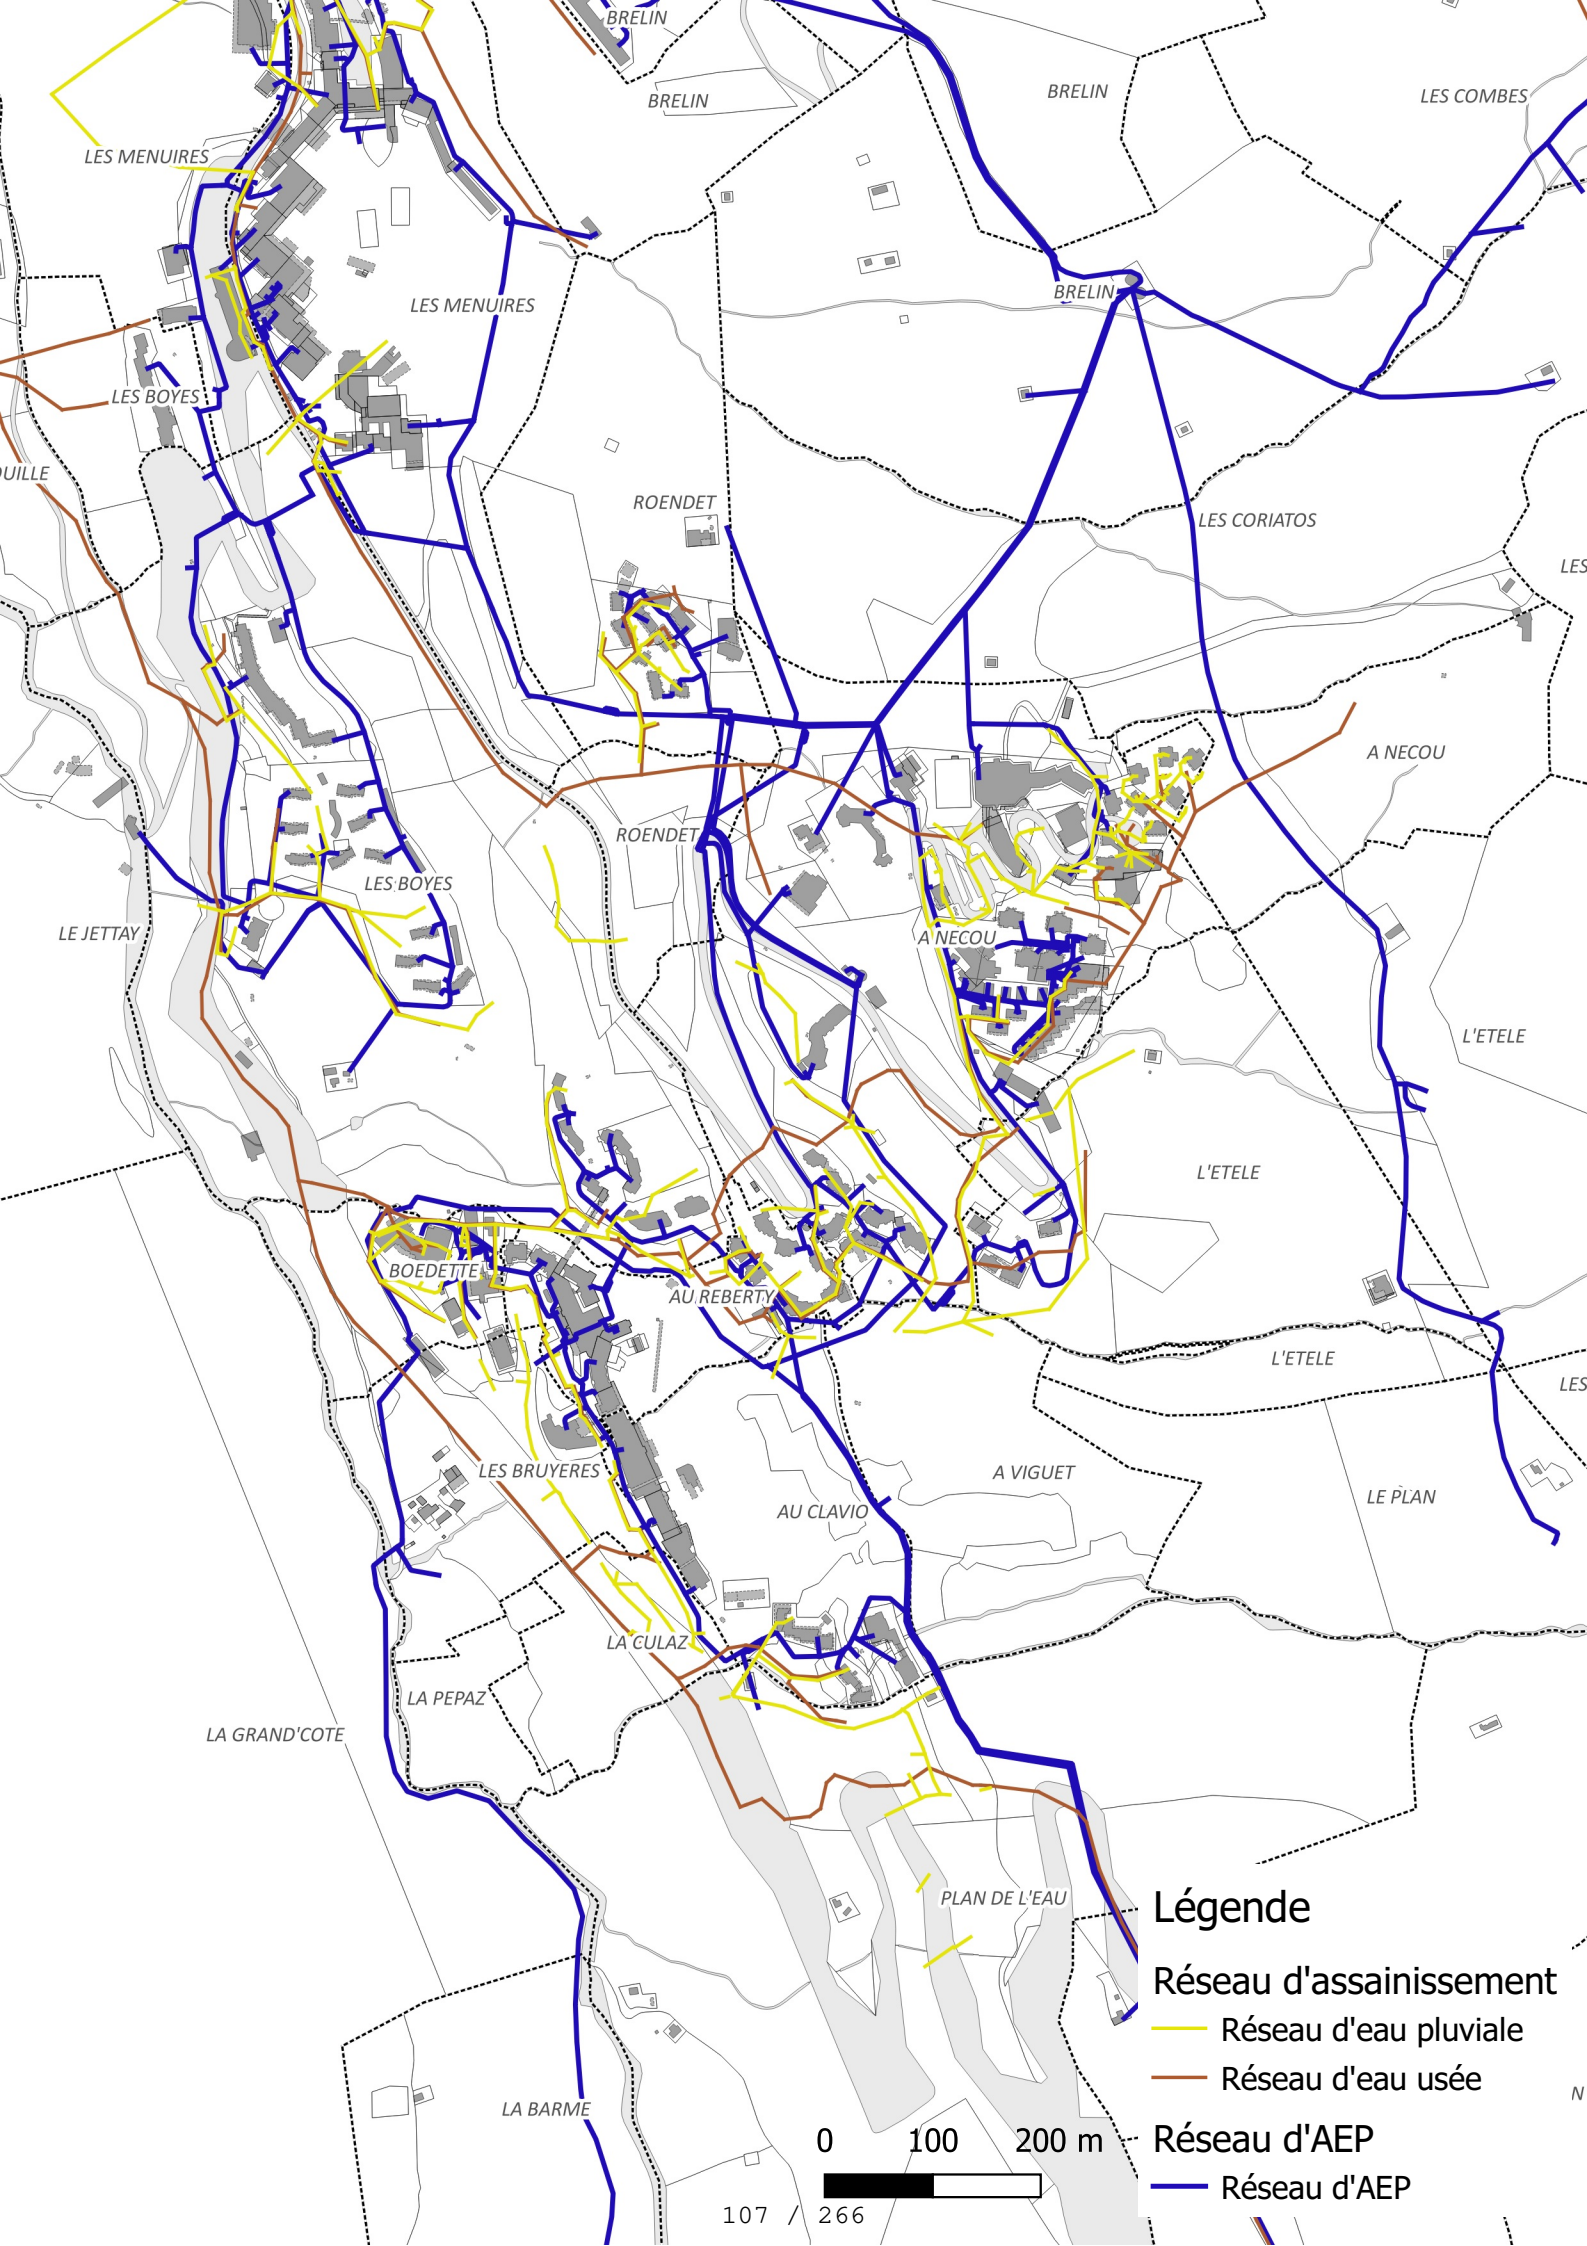 BRELIN
BRELIN
BRELIN
LES COMBES
LES MENUIRES
LES MENUIRES
BRELIN
LES BOYES
OUILLE
ROENDET
LES CORIATOS
LES
A NECOU
ROENDET
LES BOYES
LE JETTAY
A NECOU
L'ETELE
L'ETELE
BOEDETTE
AU REBERTY
L'ETELE
LES
LES BRUYERES
A VIGUET
LE PLAN
AU CLAVIO
LA CULAZ
LA PEPAZ
LA GRAND'COTE
PLAN DE L'EAU
LA BARME
N
Légende
Réseau d'assainissement
Réseau d'eau pluviale
Réseau d'eau usée
Réseau d'AEP
Réseau d'AEP
0 100 200 m
107 / 266